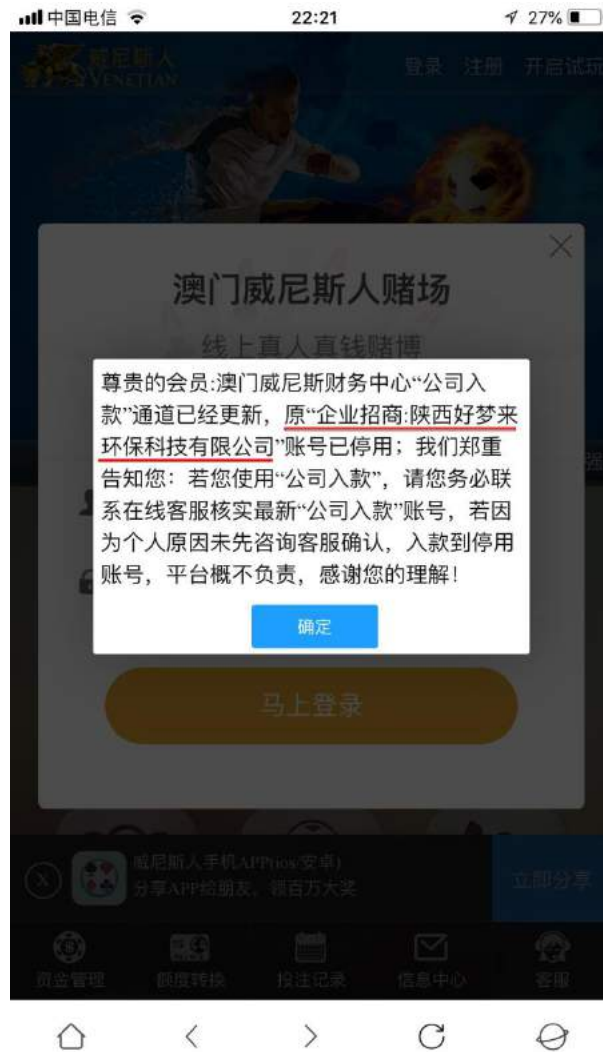 中国电信
22:21
27%
威尼斯人
VENETIAN
登录 注册 开启试玩
澳门威尼斯人赌场
线上真人真钱赌博
尊贵的会员:澳门威尼斯财务中心“公司入
款”通道已经更新，原“企业招商:陕西好梦来
环保科技有限公司”账号已停用；我们郑重
告知您：若您使用“公司入款”，请您务必联
系在线客服核实最新“公司入款”账号，若因
为个人原因未先咨询客服确认，入款到停用
账号，平台概不负责，感谢您的理解！
确定
马上登录
威尼斯人手机APP(ios/安卓)
分享APP给朋友、领百万大奖
立即分享
资金管理 额度转换 投注记录 信息中心 客服